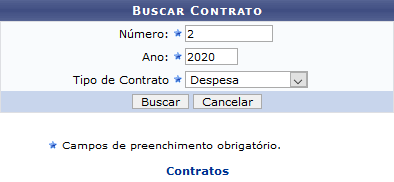 BUSCAR CONTRATO
Número: 2
Ano: 2020
Tipo de Contrato Despesa
Buscar Cancelar
Campos de preenchimento obrigatório.
Contratos